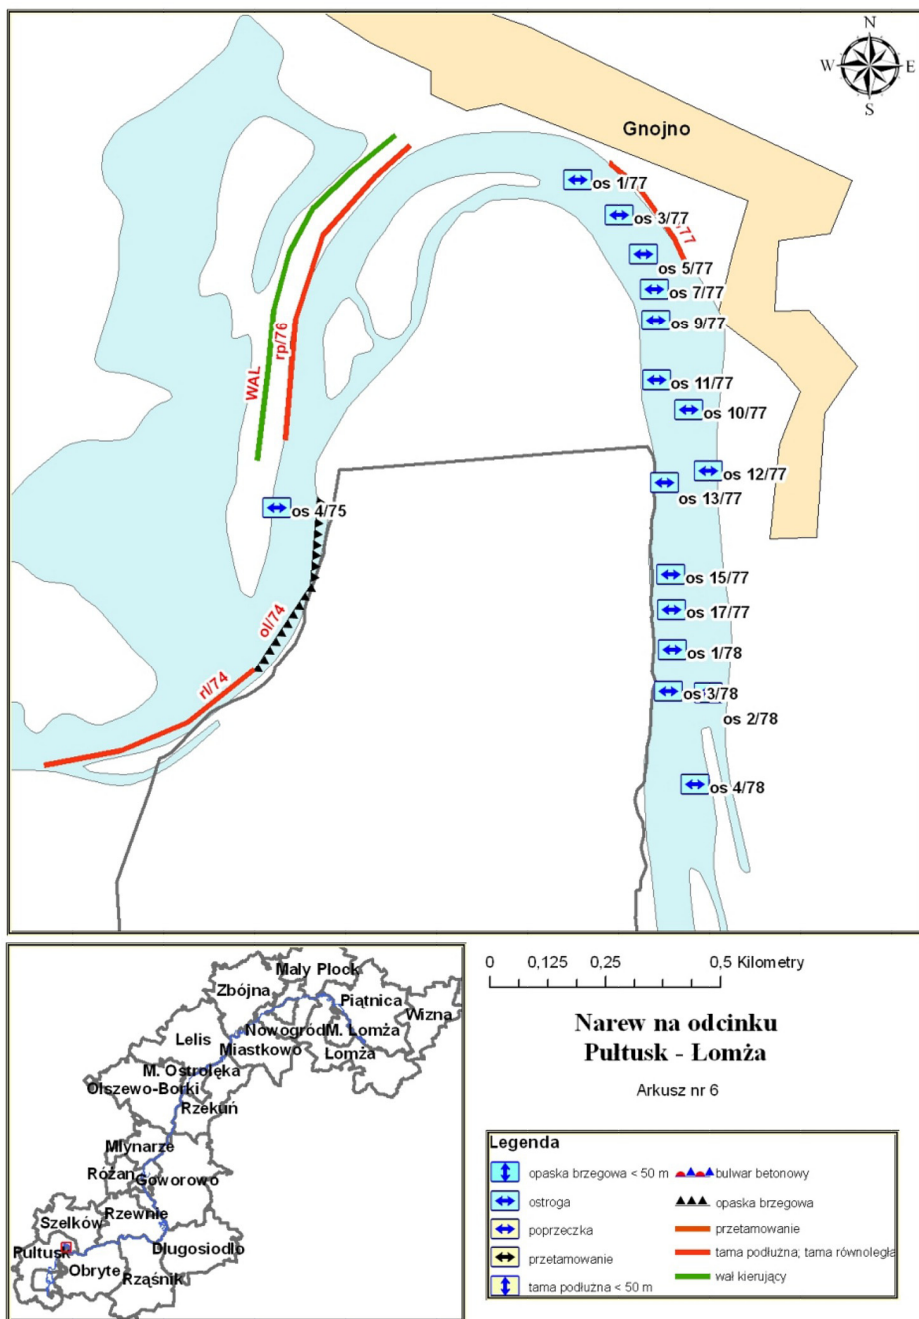 N
W E
S
Gnojno
os 1/77
os 3/77
/77
os 5/77
os 7/77
os 9/77
rp/76
WAL
os 11/77
os 10/77
os 12/77
os 13/77
os 4/75
os 15/77
ol/74
os 17/77
os 1/78
rl/74
os 3/78
os 2/78
os 4/78
Mały Płock
Zbójna
Piątnica
Wizna
Nowogród
M. Łomża
Lelis
Miastkowo
Łomża
M. Ostrołęka
Olszewo-Borki
Rzekuń
Młynarze
Różan
Goworowo
Rzewnie
Szelków
Pułtusk
Długosiodło
Obryte
Rząśnik
0 0,125 0,25 0,5 Kilometry
Narew na odcinku
Pułtusk - Łomża
Arkusz nr 6
Legenda
opaska brzegowa < 50 m
ostroga
poprzeczka
przetamowanie
tama podłużna < 50 m
bulwar betonowy
opaska brzegowa
przetamowanie
tama podłużna; tama równoległa
wał kierujący